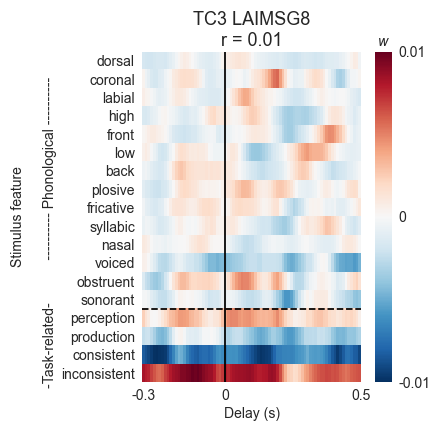 TC3 LAIMSG8
r = 0.01
w
dorsal
coronal
labial
high
front
low
back
plosive
fricative
syllabic
nasal
voiced
obstruent
sonorant
perception
production
consistent
inconsistent
Stimulus feature
-Task-related- ----------- Phonological -----------
0.01
0
-0.01
-0.3 0 0.5
Delay (s)